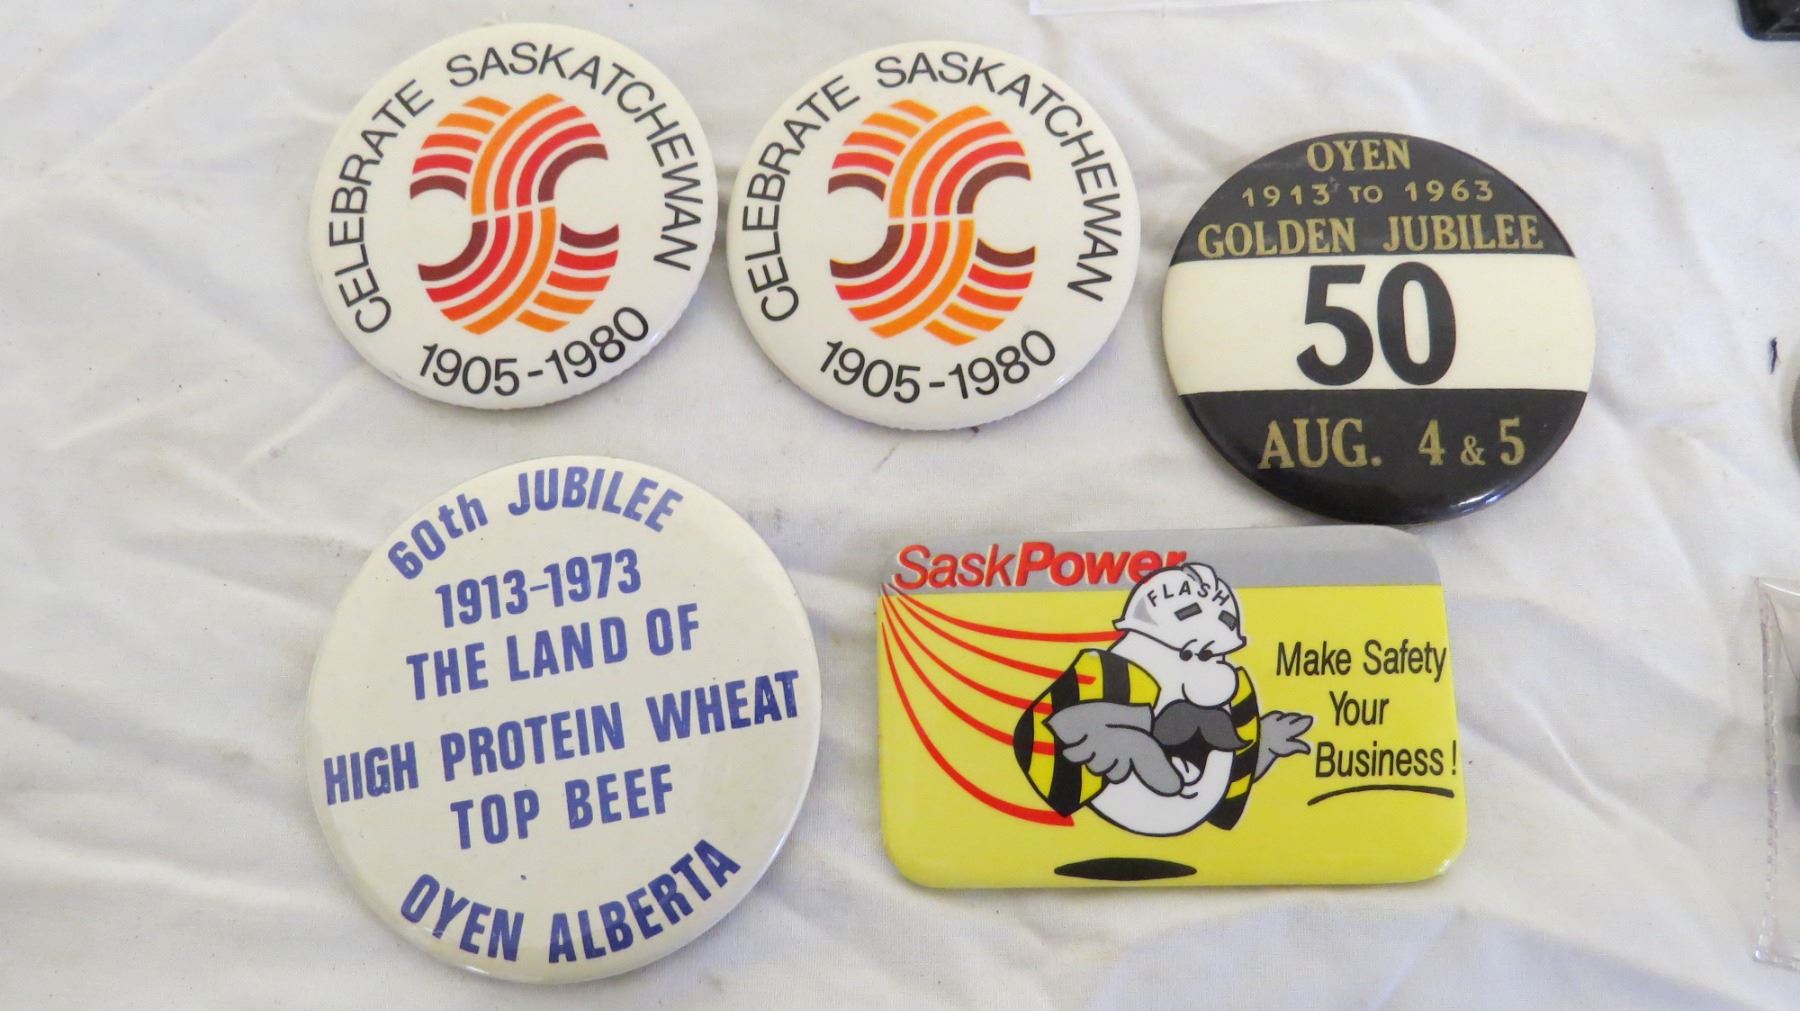 CELEBRATE SASKATCHEWAN
1905-1980
CELEBRATE SASKATCHEWAN
1905-1980
OYEN
1913 TO 1963
GOLDEN JUBILEE
50
AUG. 4 & 5
60th JUBILEE
1913-1973
THE LAND OF
HIGH PROTEIN WHEAT
TOP BEEF
OYEN ALBERTA
SaskPower
FLASH
Make Safety
Your
Business!